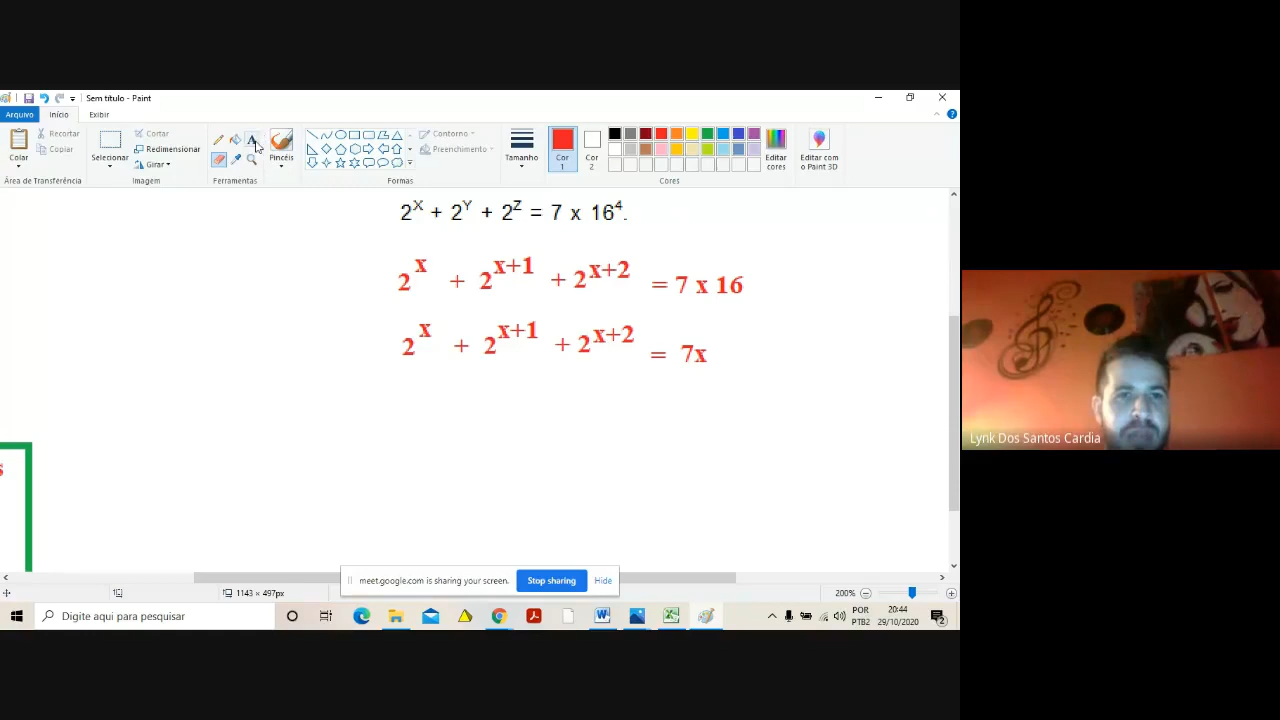 Sem título - Paint
Arquivo Início Exibir
Colar
Recortar
Copiar
Área de Transferência
Selecionar
Cortar
Redimensionar
Girar
Imagem
A
Ferramentas
Pincéis
Contorno
Preenchimento
Formas
Tamanho
Cor 1
Cor 2
Editar cores
Cores
Editar com o Paint 3D
2^X + 2^Y + 2^Z = 7 x 16^4.
2^x + 2^x+1 + 2^x+2 = 7 x 16
2^x + 2^x+1 + 2^x+2 = 7x
s
Lynk Dos Santos Cardia
meet.google.com is sharing your screen. Stop sharing Hide
1143 × 497px 200%
Digite aqui para pesquisar
POR 20:44
PTB2 29/10/2020
2